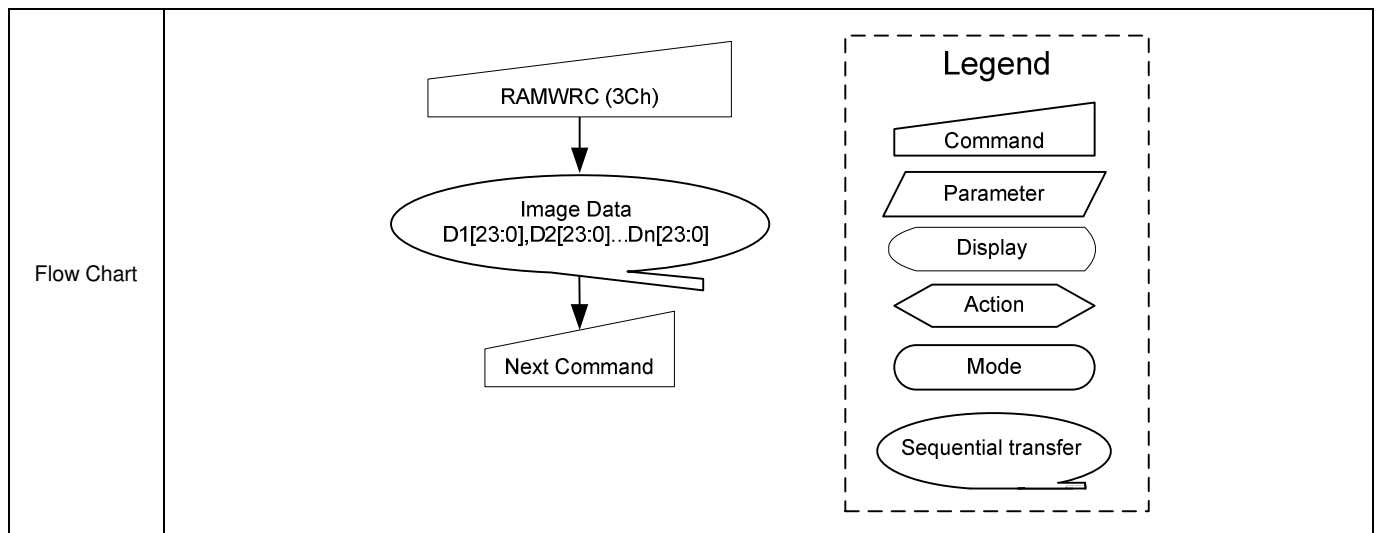 Flow Chart
RAMWRC (3Ch)
Image Data
D1[23:0],D2[23:0]...Dn[23:0]
Next Command
Legend
Command
Parameter
Display
Action
Mode
Sequential transfer